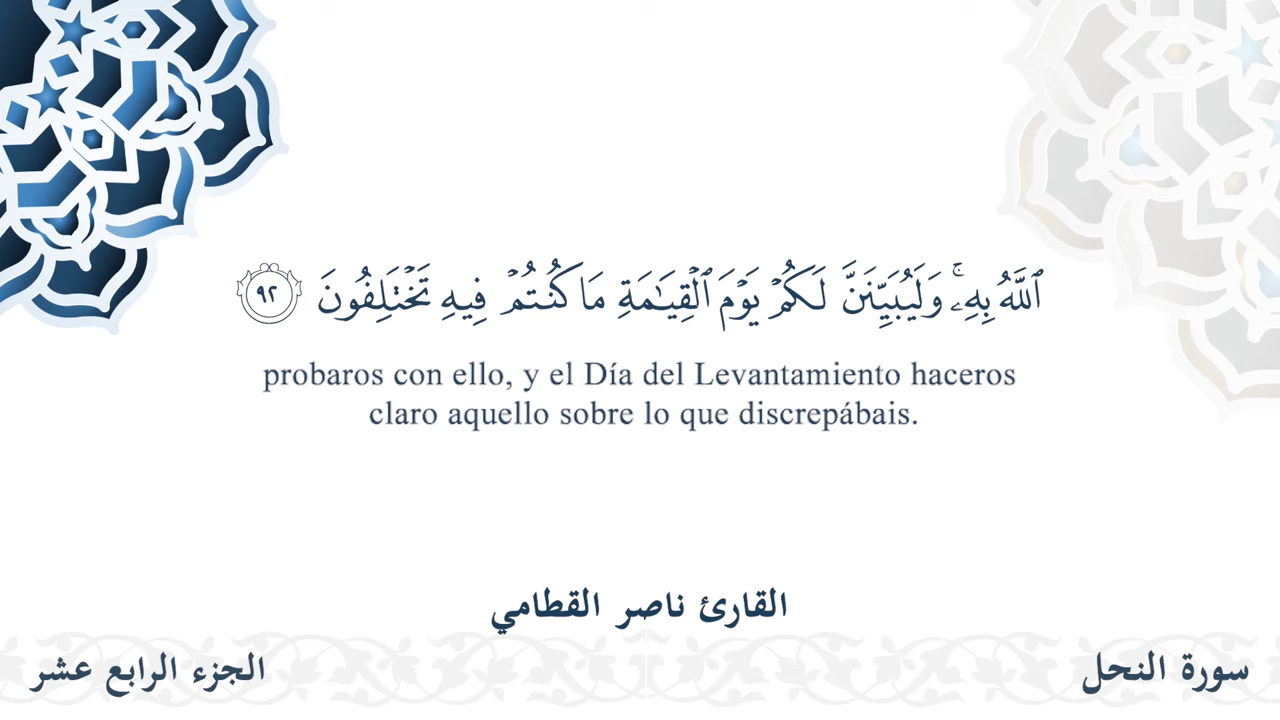 ٱللَّهُ بِهِۦۚ وَلَيُبَيِّنَنَّ لَكُمۡ يَوۡمَ ٱلۡقِيَٰمَةِ مَا كُنتُمۡ فِيهِ تَخۡتَلِفُونَ ٩٢
probaros con ello, y el Día del Levantamiento haceros
claro aquello sobre lo que discrepábais.
القارئ ناصر القطامي
سورة النحل
الجزء الرابع عشر